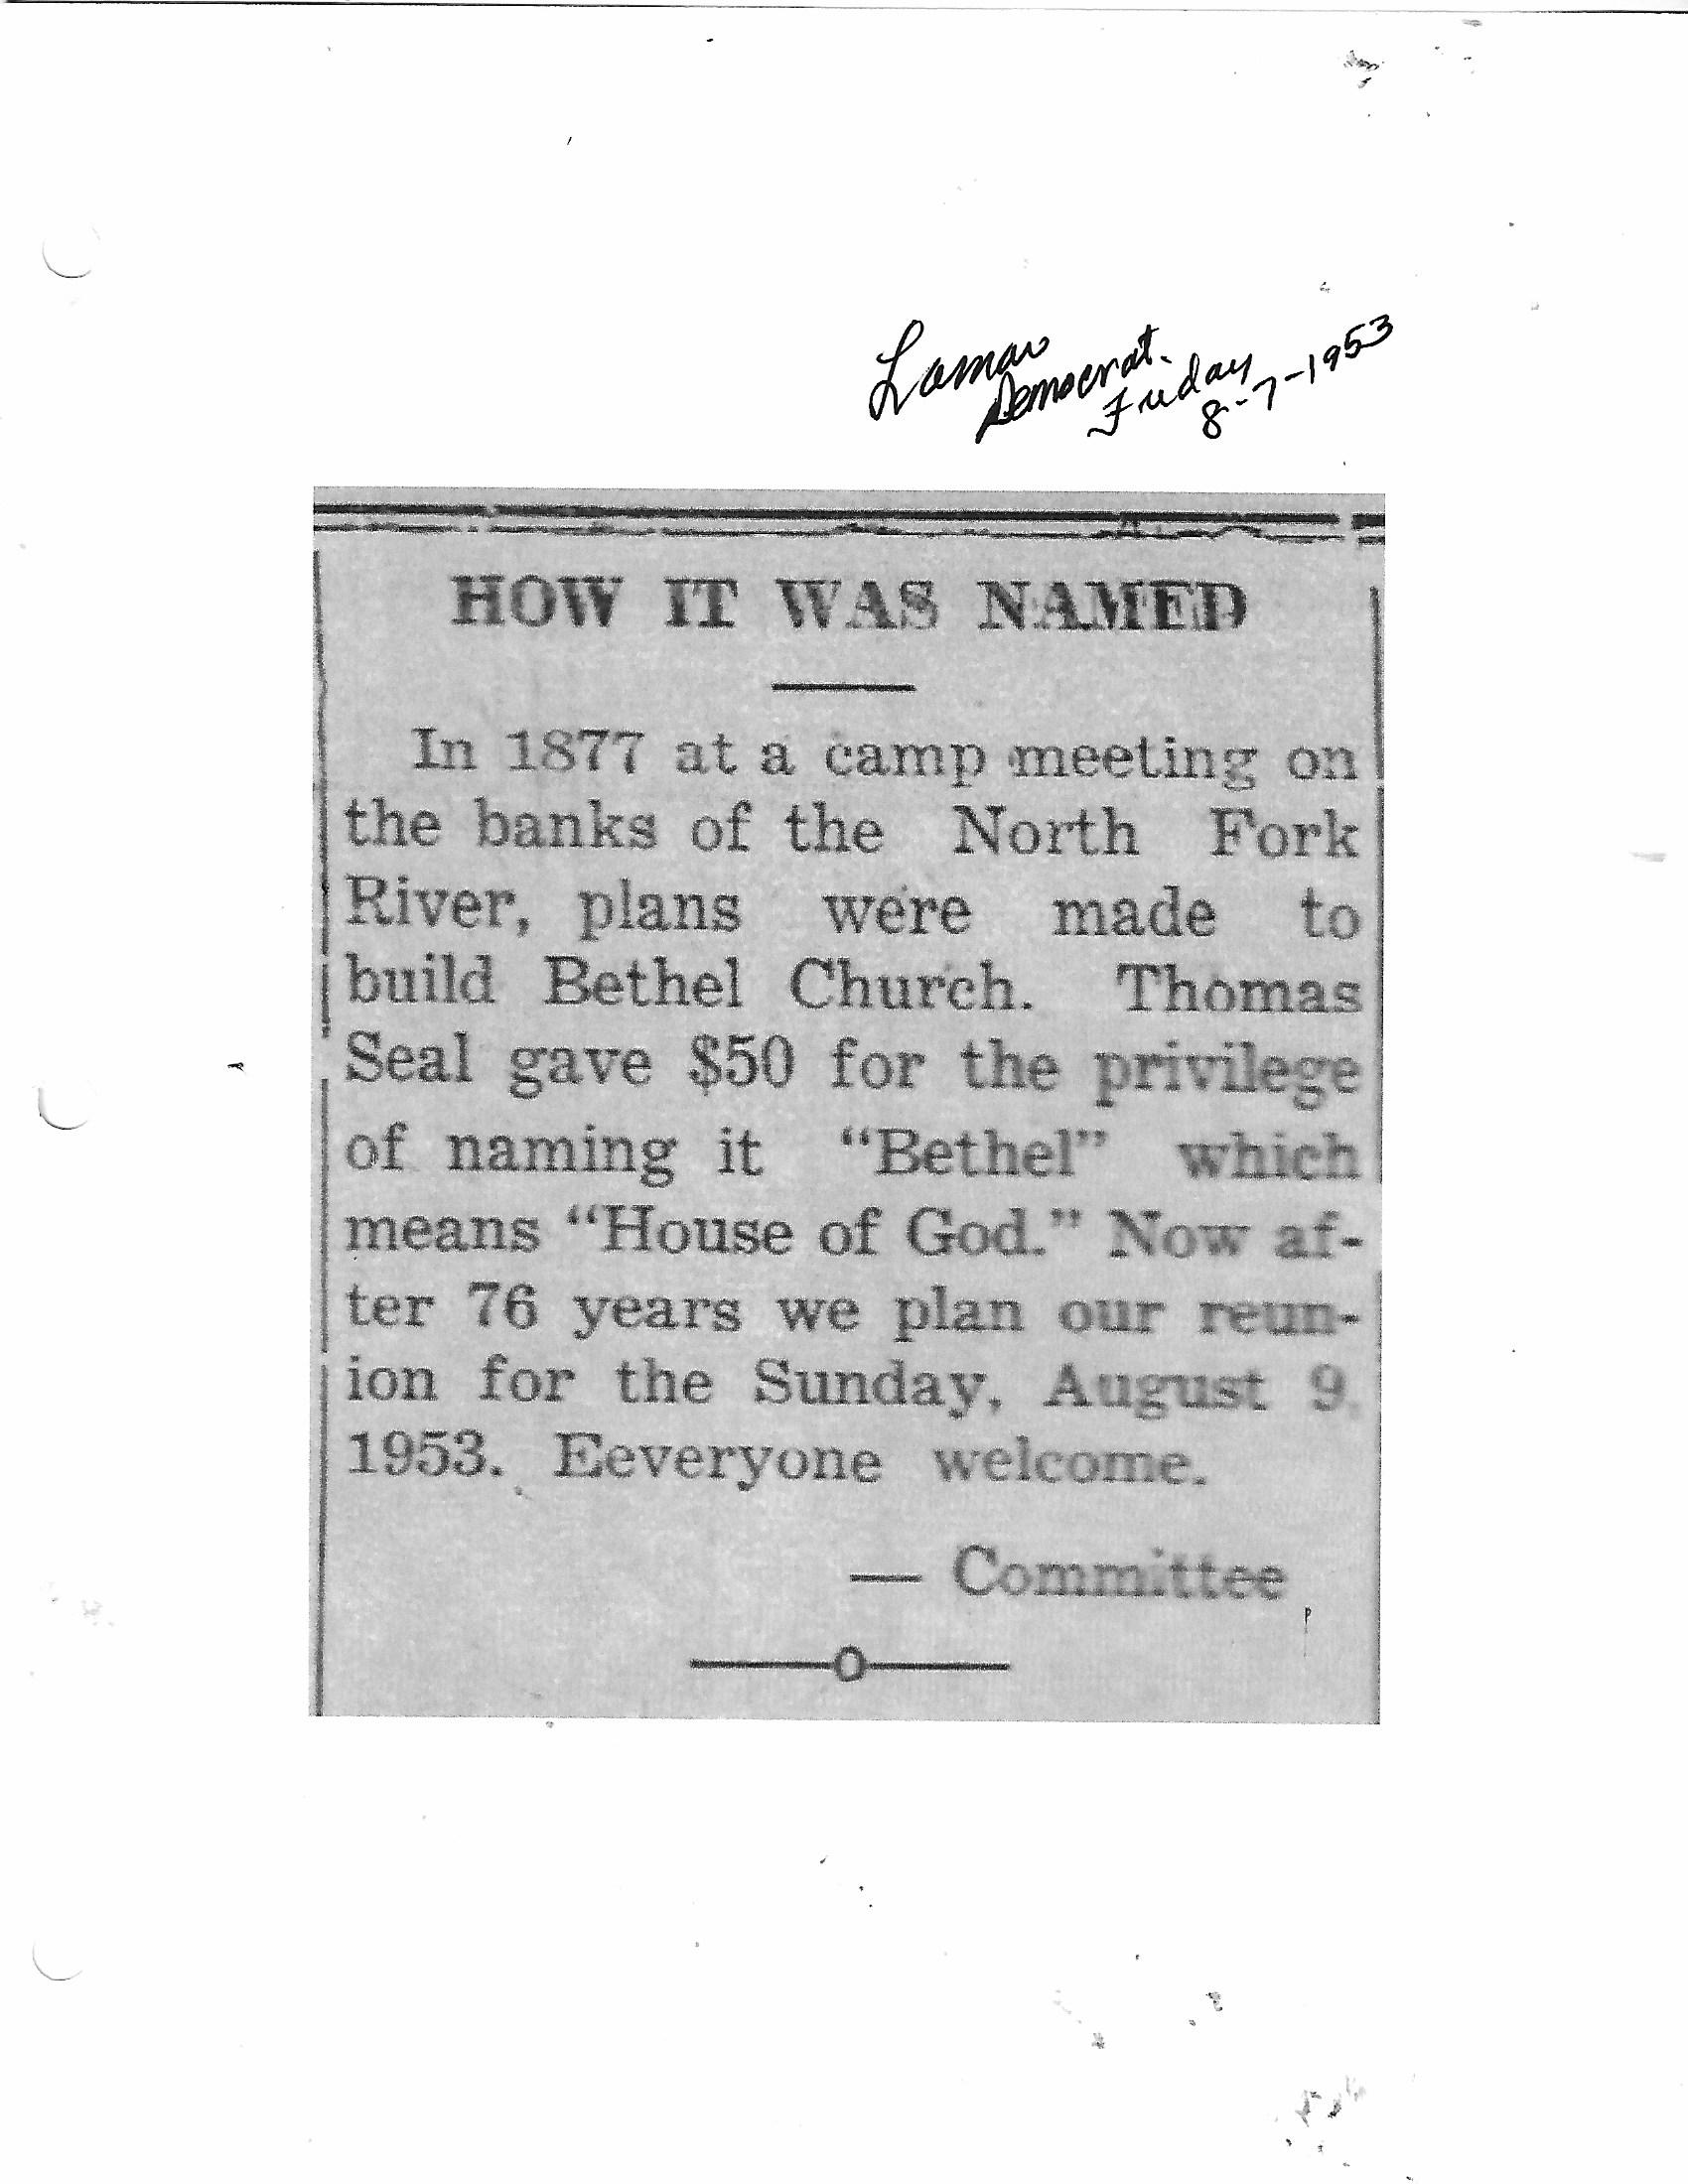 Lamar
Democrat.
Friday
8-7-1953
HOW IT WAS NAMED
In 1877 at a camp meeting on
the banks of the North Fork
River, plans were made to
build Bethel Church. Thomas
Seal gave $50 for the privilege
of naming it "Bethel" which
means "House of God." Now af-
ter 76 years we plan our reun-
ion for the Sunday, August 9,
1953. Eeveryone welcome.
— Committee